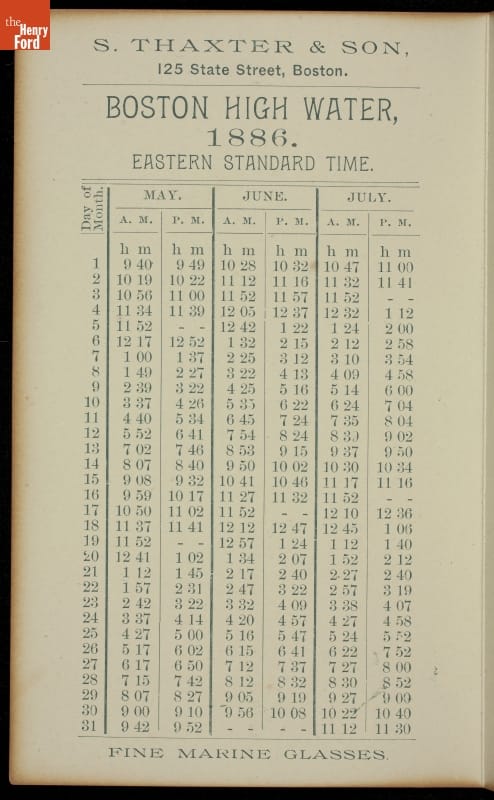 the
Henry
Ford
S. THAXTER & SON,
125 State Street, Boston.
BOSTON HIGH WATER,
1886.
EASTERN STANDARD TIME.
Day of Month. MAY. JUNE. JULY.
A. M. P. M. A. M. P. M. A. M. P. M.
h m h m h m h m h m h m
1 9 40 9 49 10 28 10 32 10 47 11 00
2 10 19 10 22 11 12 11 16 11 32 11 41
3 10 56 11 00 11 52 11 57 11 52 - -
4 11 34 11 39 12 05 12 37 12 32 1 12
5 11 52 - - 12 42 1 22 1 24 2 00
6 12 17 12 52 1 32 2 15 2 12 2 58
7 1 00 1 37 2 25 3 12 3 10 3 54
8 1 49 2 27 3 22 4 13 4 09 4 58
9 2 39 3 22 4 25 5 16 5 14 6 00
10 3 37 4 26 5 35 6 22 6 24 7 04
11 4 40 5 34 6 45 7 24 7 35 8 04
12 5 52 6 41 7 54 8 24 8 30 9 02
13 7 02 7 46 8 53 9 15 9 37 9 50
14 8 07 8 40 9 50 10 02 10 30 10 34
15 9 08 9 32 10 41 10 46 11 17 11 16
16 9 59 10 17 11 27 11 32 11 52 - -
17 10 50 11 02 11 52 - - 12 10 12 36
18 11 37 11 41 12 12 12 47 12 45 1 06
19 11 52 - - 12 57 1 24 1 12 1 40
20 12 41 1 02 1 34 2 07 1 52 2 12
21 1 12 1 45 2 17 2 40 2 27 2 40
22 1 57 2 31 2 47 3 22 2 57 3 19
23 2 42 3 22 3 32 4 09 3 38 4 07
24 3 37 4 14 4 20 4 57 4 27 4 58
25 4 27 5 00 5 16 5 47 5 24 5 52
26 5 17 6 02 6 15 6 41 6 22 7 52
27 6 17 6 50 7 12 7 37 7 27 8 00
28 7 15 7 42 8 12 8 32 8 30 8 52
29 8 07 8 27 9 05 9 19 9 27 9 00
30 9 00 9 10 9 56 10 08 10 22 10 40
31 9 42 9 52 - - - - 11 12 11 30
FINE MARINE GLASSES.